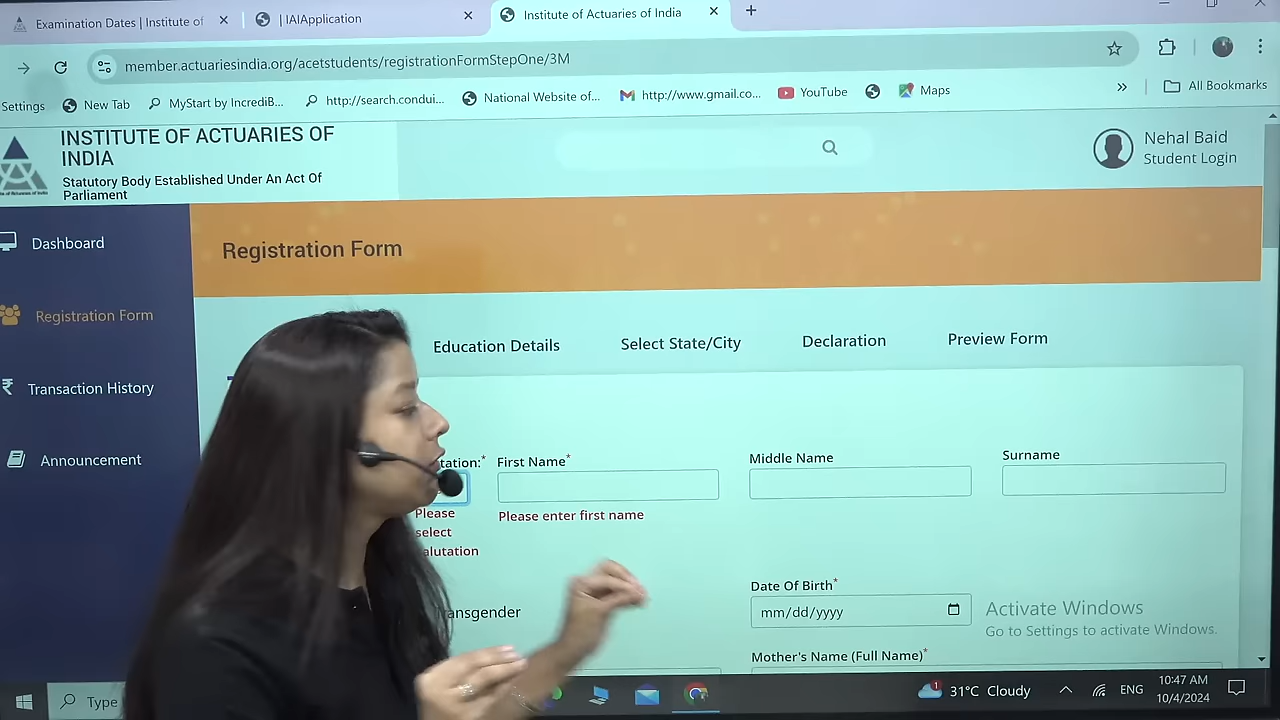 Examination Dates | Institute of
| IAIApplication
Institute of Actuaries of India
member.actuariesindia.org/acetstudents/registrationFormStepOne/3M
Settings
New Tab
MyStart by IncrediB...
http://search.condui...
National Website of...
http://www.gmail.co...
YouTube
Maps
»
All Bookmarks
INSTITUTE OF ACTUARIES OF
INDIA
Statutory Body Established Under An Act Of
Parliament
Nehal Baid
Student Login
Dashboard
Registration Form
Registration Form
Transaction History
Announcement
Education Details
Select State/City
Declaration
Preview Form
tation:*
First Name*
Middle Name
Surname
Please
select
alutation
Please enter first name
ansgender
Date Of Birth*
mm/dd/yyyy
Activate Windows
Go to Settings to activate Windows.
Mother's Name (Full Name)*
Type
1
31°C Cloudy
ENG
10:47 AM
10/4/2024